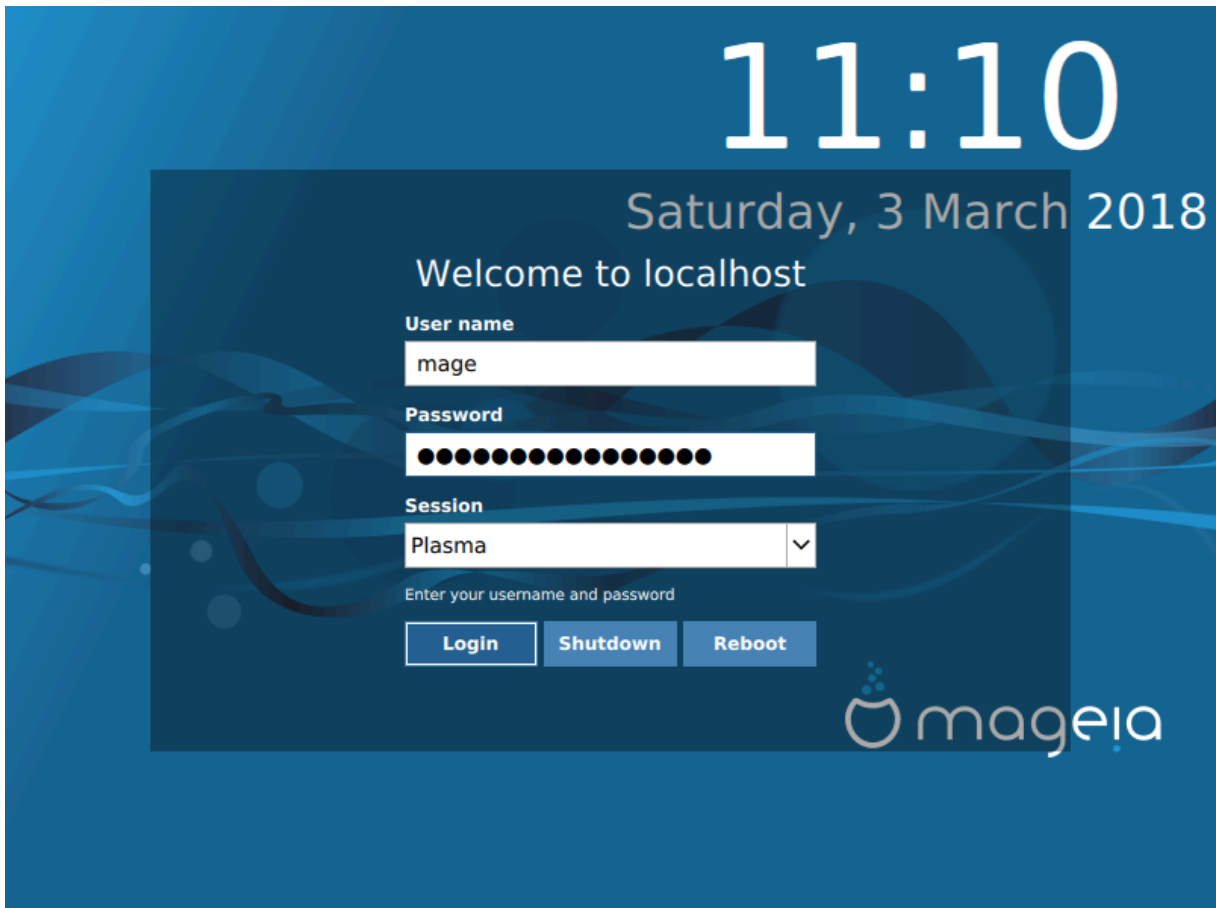 11:10
Saturday, 3 March 2018
Welcome to localhost
User name
mage
Password
●●●●●●●●●●●●●●●●
Session
Plasma
Enter your username and password
Login Shutdown Reboot
mageia